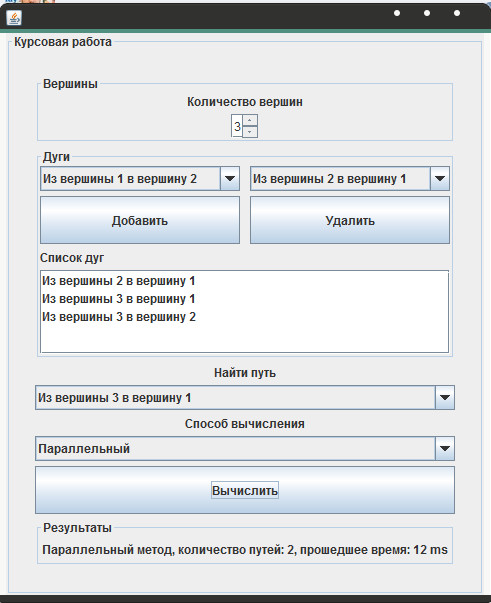 Курсовая работа
Вершины
Количество вершин
3
Дуги
Из вершины 1 в вершину 2
Из вершины 2 в вершину 1
Добавить
Удалить
Список дуг
Из вершины 2 в вершину 1
Из вершины 3 в вершину 1
Из вершины 3 в вершину 2
Найти путь
Из вершины 3 в вершину 1
Способ вычисления
Параллельный
Вычислить
Результаты
Параллельный метод, количество путей: 2, прошедшее время: 12 ms